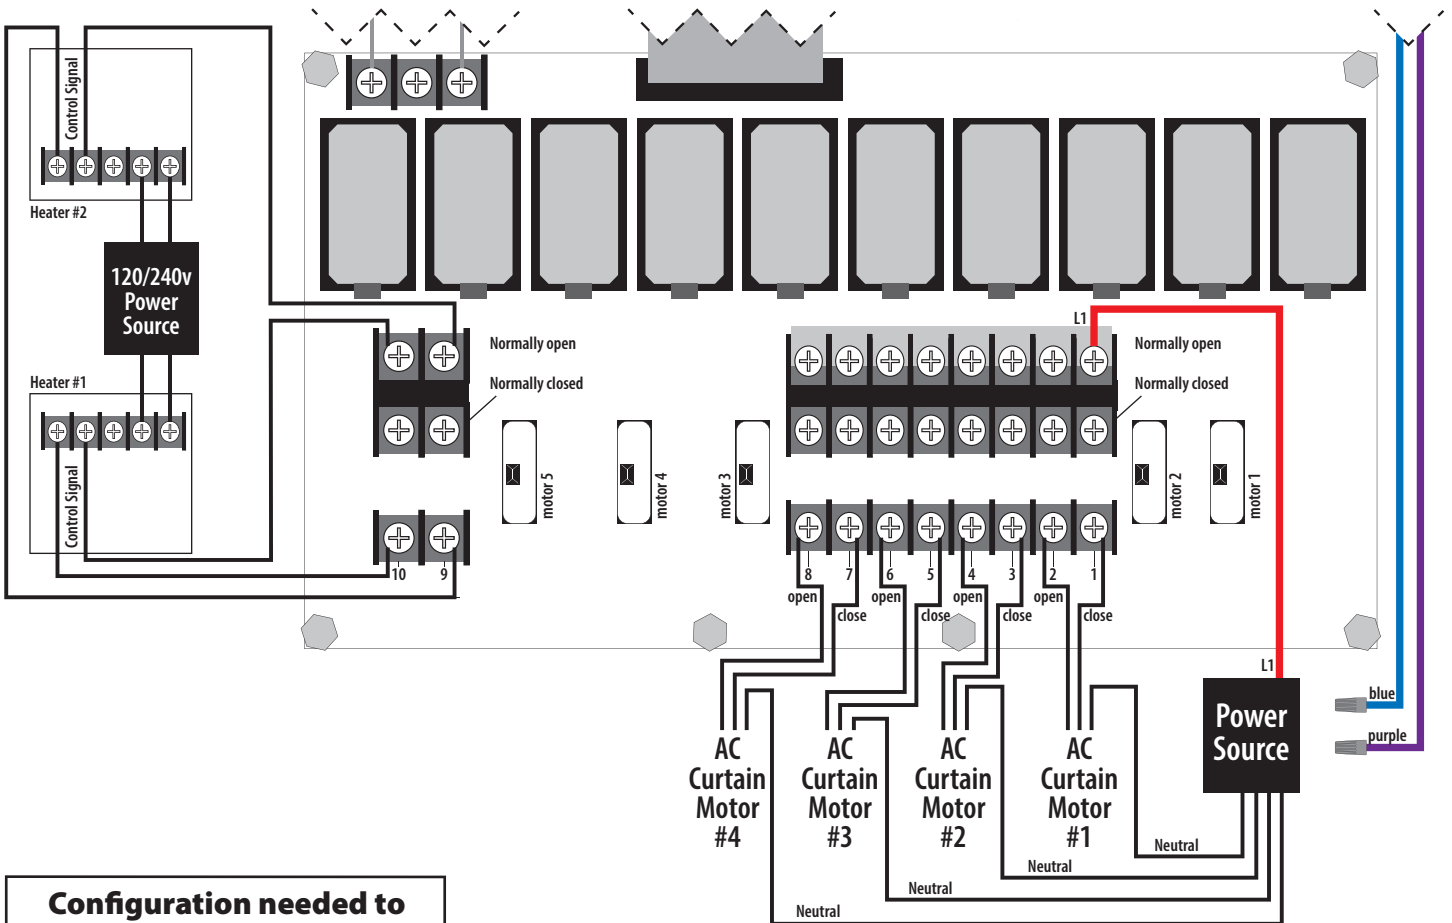 Control Signal
Heater #2
120/240v
Power
Source
Heater #1
Control Signal
Normally open
Normally closed
L1
Normally open
Normally closed
motor 5
motor 4
motor 3
motor 2
motor 1
10
9
8
7
6
5
4
3
2
1
open
close
open
close
open
close
open
close
L1
Power
Source
blue
purple
AC
Curtain
Motor
#4
AC
Curtain
Motor
#3
AC
Curtain
Motor
#2
AC
Curtain
Motor
#1
Neutral
Neutral
Neutral
Neutral
Configuration needed to